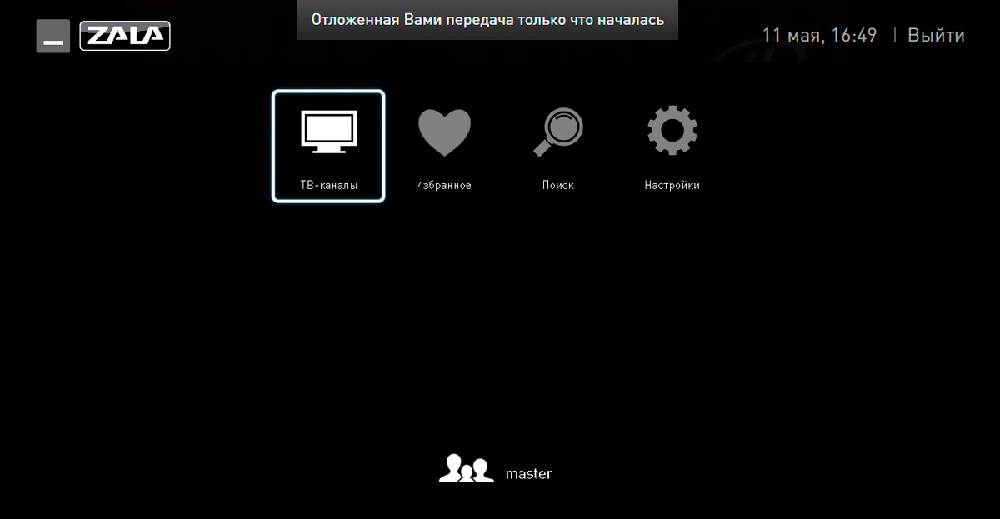 Отложенная Вами передача только что началась
ZALA
11 мая, 16:49 | Выйти
ТВ-каналы
Избранное
Поиск
Настройки
master